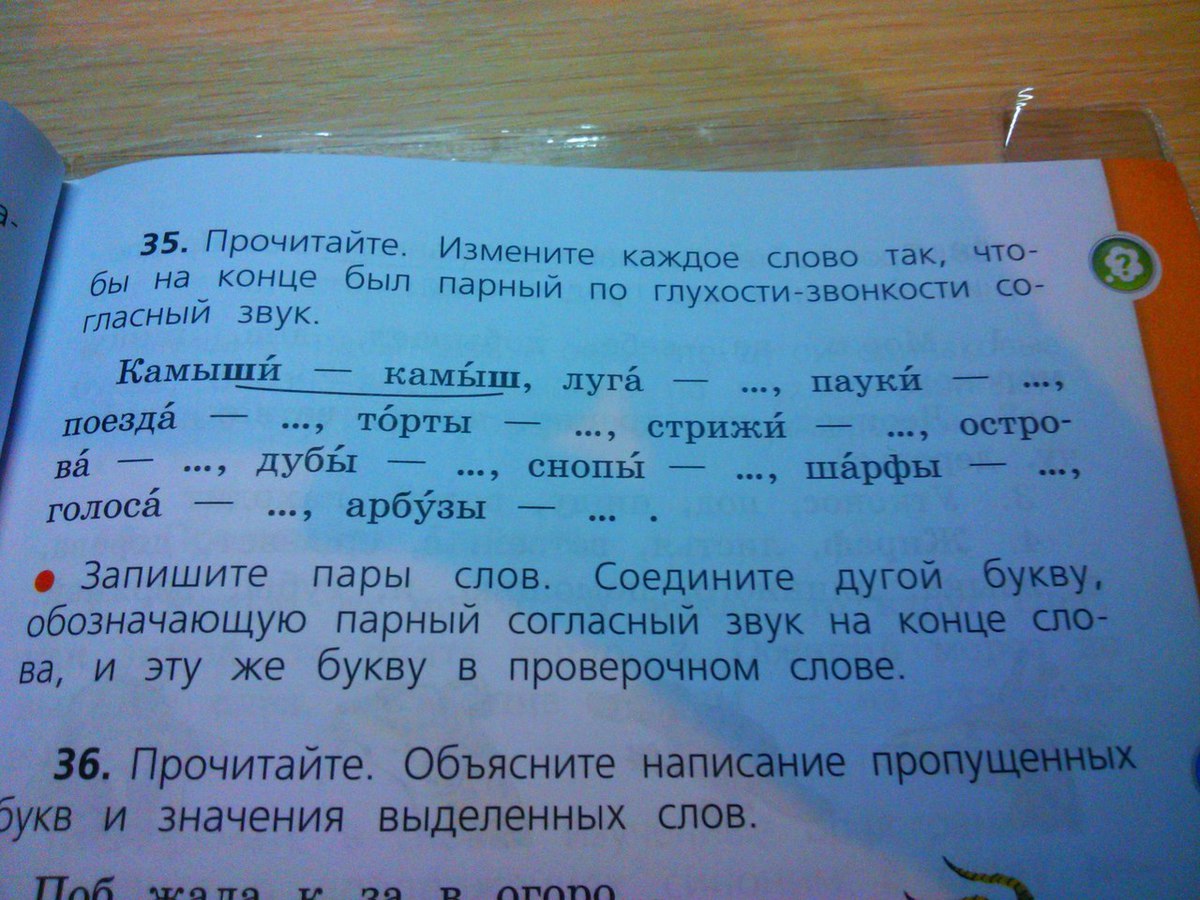 а-
35. Прочитайте. Измените каждое слово так, что-
бы на конце был парный по глухости-звонкости со-
гласный звук.
Камыши́ — камы́ш, луга́ — ..., пауки́ — ...,
поезда́ — ..., то́рты — ..., стрижи́ — ..., остро-
ва́ — ..., дубы́ — ..., снопы́ — ..., ша́рфы — ...,
голоса́ — ..., арбу́зы — ... .
• Запишите пары слов. Соедините дугой букву,
обозначающую парный согласный звук на конце сло-
ва, и эту же букву в проверочном слове.
36. Прочитайте. Объясните написание пропущенных
букв и значения выделенных слов.